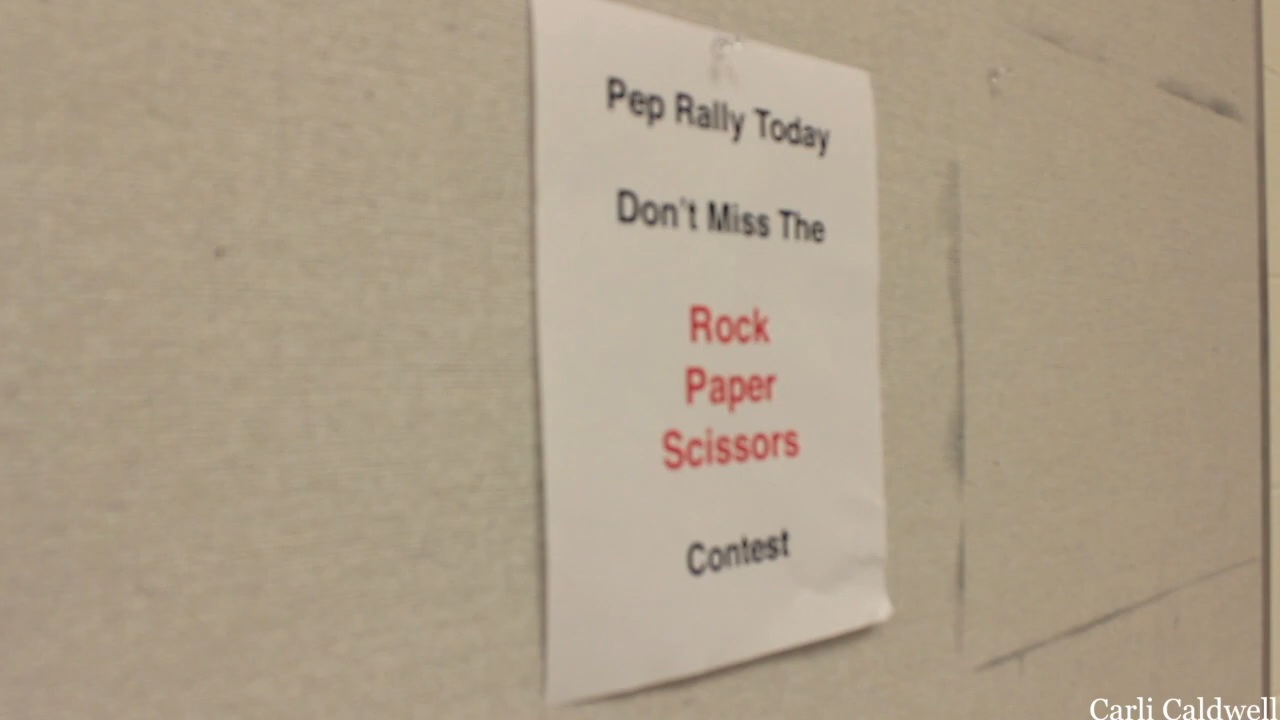 Pep Rally Today
Don't Miss The
Rock
Paper
Scissors
Contest
Carli Caldwell